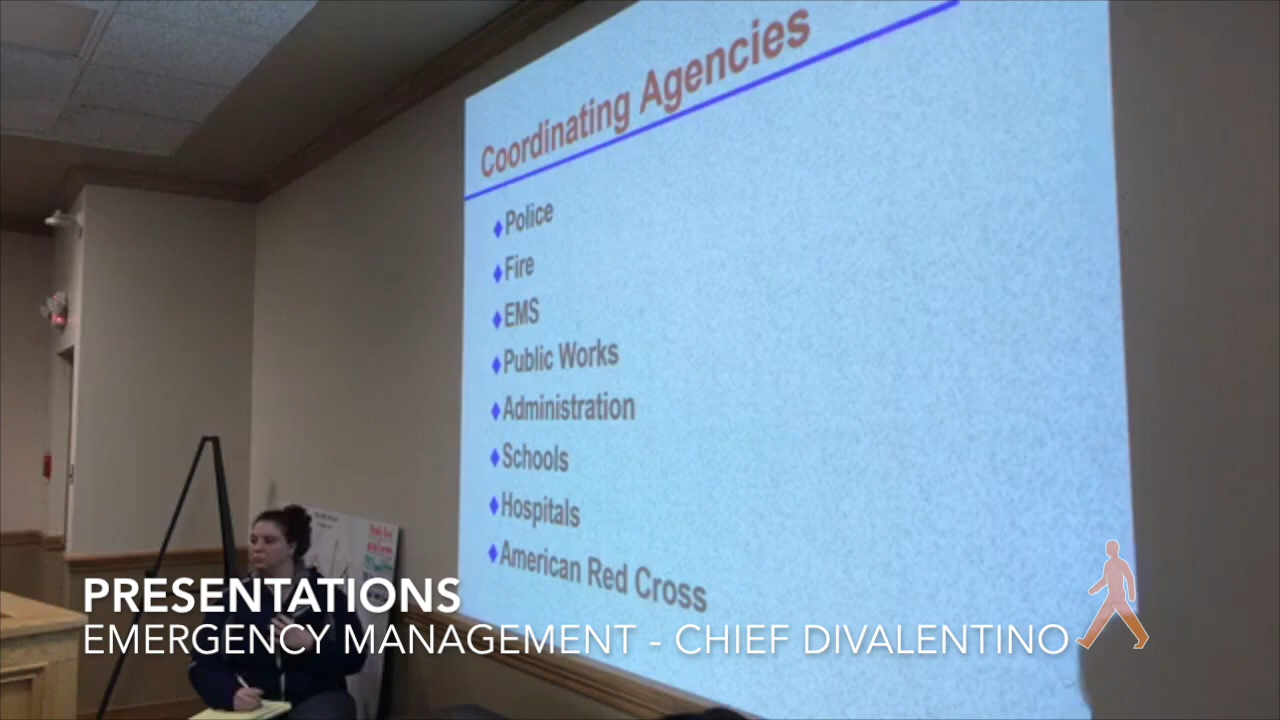 Coordinating Agencies
Police
Fire
EMS
Public Works
Administration
Schools
Hospitals
American Red Cross
PRESENTATIONS
EMERGENCY MANAGEMENT - CHIEF DIVALENTINO